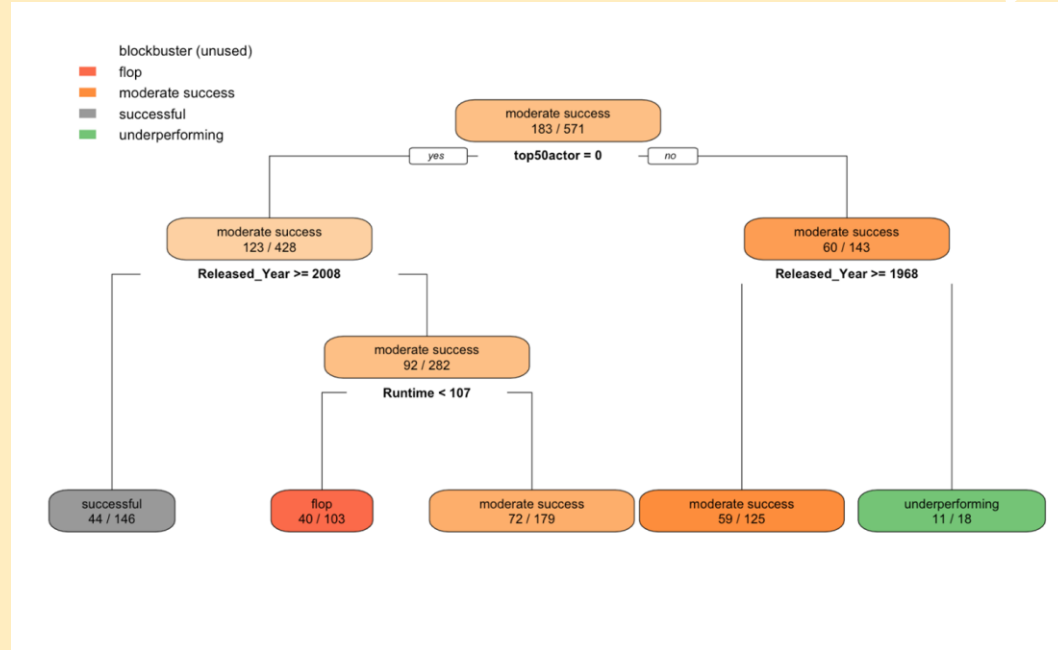 blockbuster (unused)
flop
moderate success
successful
underperforming
moderate success
183 / 571
yes
top50actor = 0
no
moderate success
123 / 428
Released_Year >= 2008
moderate success
60 / 143
Released_Year >= 1968
moderate success
92 / 282
Runtime < 107
successful
44 / 146
flop
40 / 103
moderate success
72 / 179
moderate success
59 / 125
underperforming
11 / 18